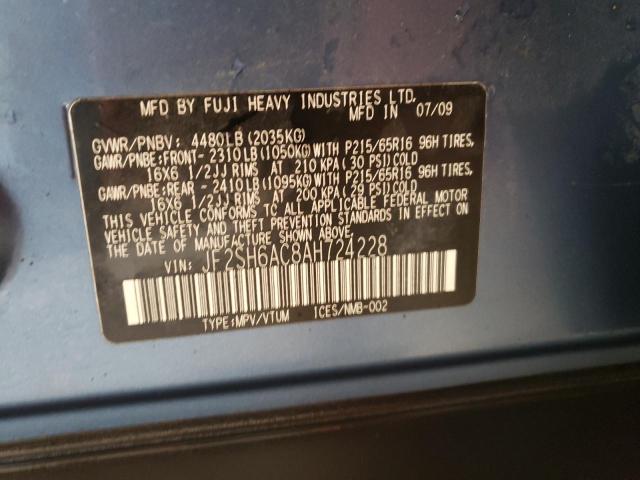 MFD BY FUJI HEAVY INDUSTRIES LTD.
MFD IN 07/09
GVWR/PNBV: 4480LB (2035KG)
GAWR/PNBE:FRONT- 2310LB (1050KG)WITH P215/65R16 96H TIRES,
16X6 1/2JJ RIMS AT 210 KPA (30 PSI)COLD
GAWR/PNBE:REAR - 2410LB (1095KG)WITH P215/65R16 96H TIRES,
16X6 1/2JJ RIMS AT 200 KPA (29 PSI)COLD
THIS VEHICLE CONFORMS TO ALL APPLICABLE FEDERAL MOTOR
VEHICLE SAFETY AND THEFT PREVENTION STANDARDS IN EFFECT ON
THE DATE OF MANUFACTURE SHOWN ABOVE.
VIN: JF2SH6AC8AH724228
TYPE:MPV/VTUM 1CES/NMB-002